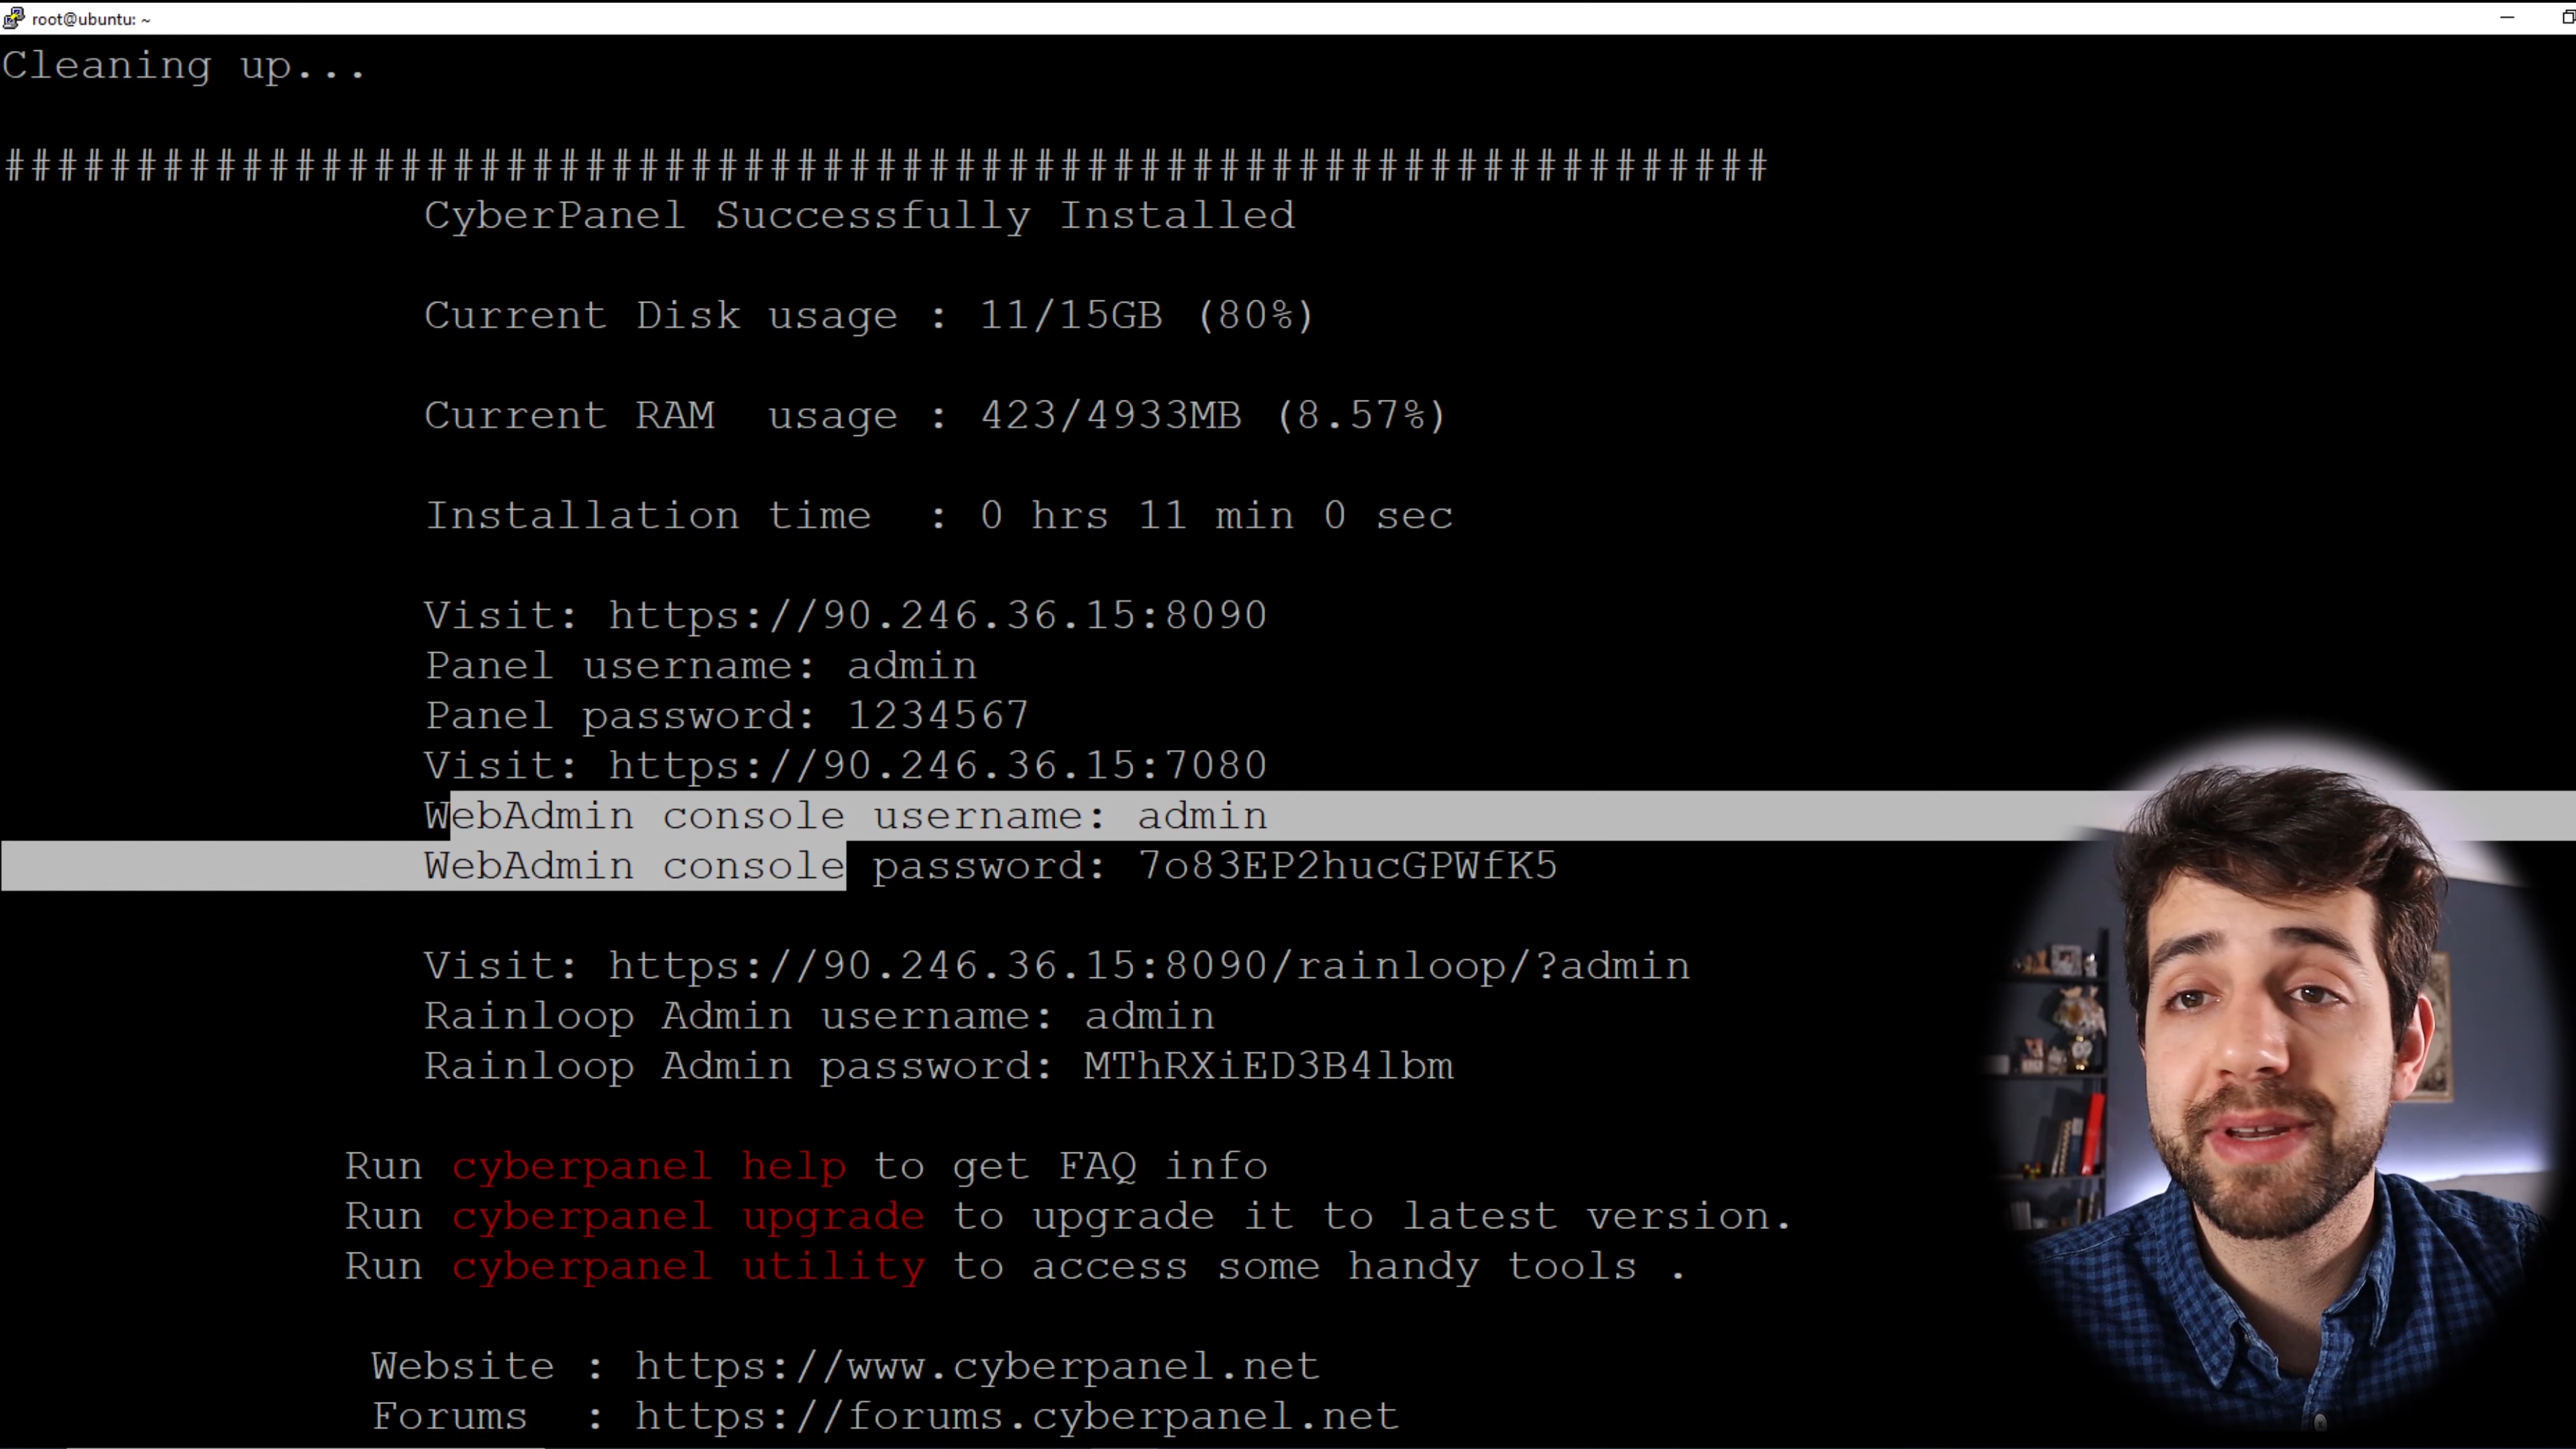 root@ubuntu: ~
Cleaning up...
###################################################################
CyberPanel Successfully Installed
Current Disk usage : 11/15GB (80%)
Current RAM  usage : 423/4933MB (8.57%)
Installation time  : 0 hrs 11 min 0 sec
Visit: https://90.246.36.15:8090
Panel username: admin
Panel password: 1234567
Visit: https://90.246.36.15:7080
WebAdmin console username: admin
WebAdmin console password: 7o83EP2hucGPWfK5
Visit: https://90.246.36.15:8090/rainloop/?admin
Rainloop Admin username: admin
Rainloop Admin password: MThRXiED3B4lbm
Run cyberpanel help to get FAQ info
Run cyberpanel upgrade to upgrade it to latest version.
Run cyberpanel utility to access some handy tools .
Website : https://www.cyberpanel.net
Forums  : https://forums.cyberpanel.net